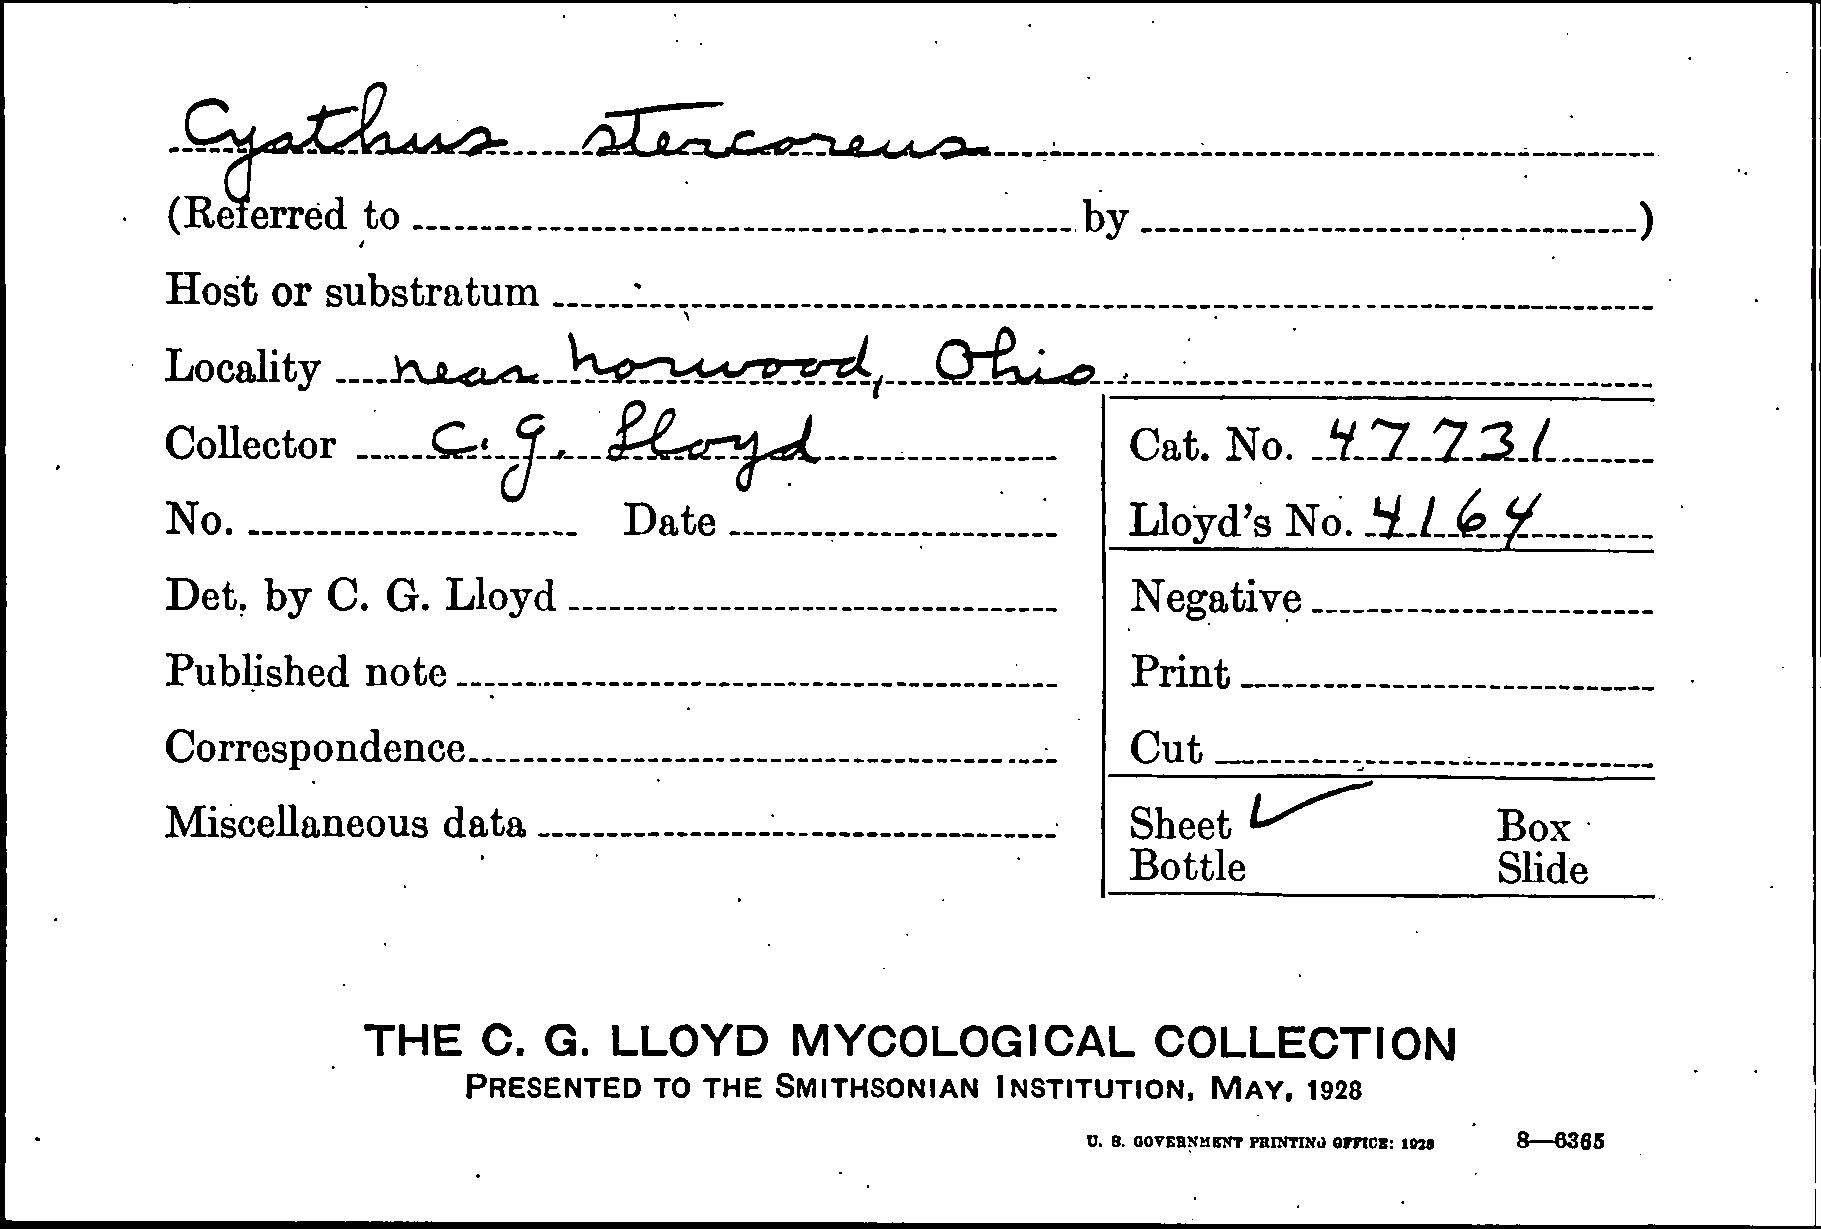 Cyathus stercoreus
(Referred to by )
Host or substratum
Locality near Norwood, Ohio
Collector C. G. Lloyd
Cat. No. 47731
No. Date
Lloyd's No. 4164
Det. by C. G. Lloyd
Negative
Published note
Print
Correspondence
Cut
Miscellaneous data
Sheet ✓ Box
Bottle Slide
THE C. G. LLOYD MYCOLOGICAL COLLECTION
PRESENTED TO THE SMITHSONIAN INSTITUTION, MAY, 1928
U. S. GOVERNMENT PRINTING OFFICE: 1928 8—6365